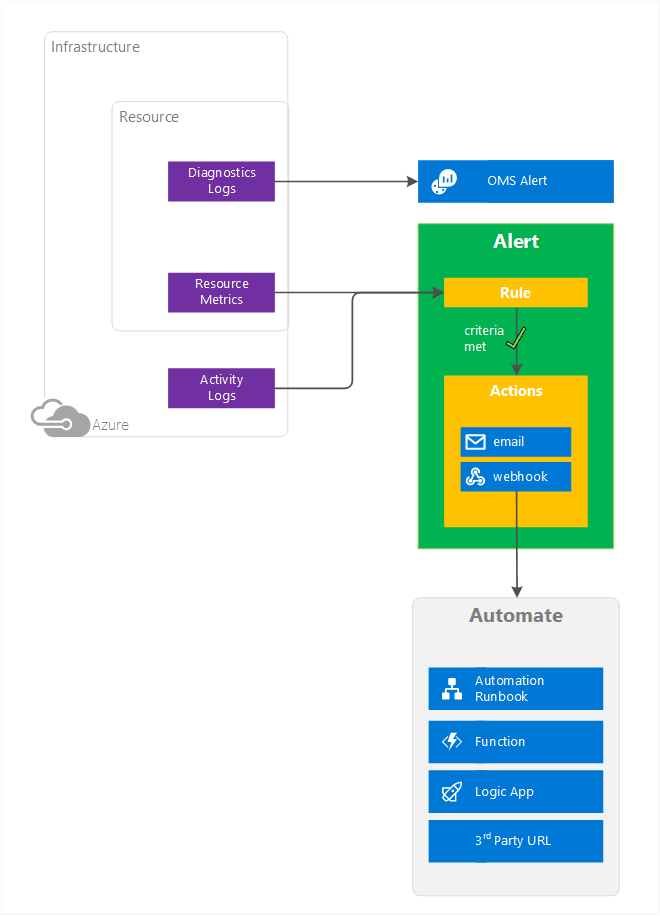 Infrastructure
Resource
Diagnostics
Logs
OMS Alert
Alert
Resource
Metrics
Rule
criteria
met
Activity
Logs
Actions
Azure
email
webhook
Automate
Automation
Runbook
Function
Logic App
3rd Party URL